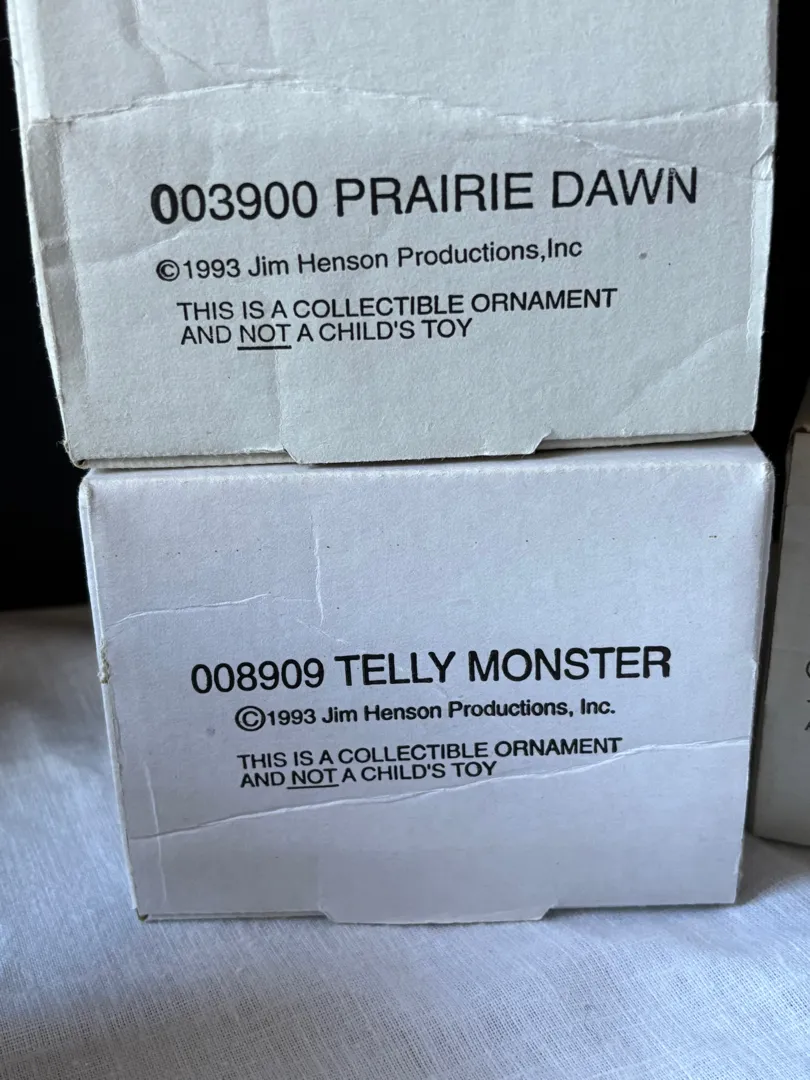 003900 PRAIRIE DAWN
©1993 Jim Henson Productions,Inc
THIS IS A COLLECTIBLE ORNAMENT
AND NOT A CHILD'S TOY
008909 TELLY MONSTER
©1993 Jim Henson Productions, Inc.
THIS IS A COLLECTIBLE ORNAMENT
AND NOT A CHILD'S TOY